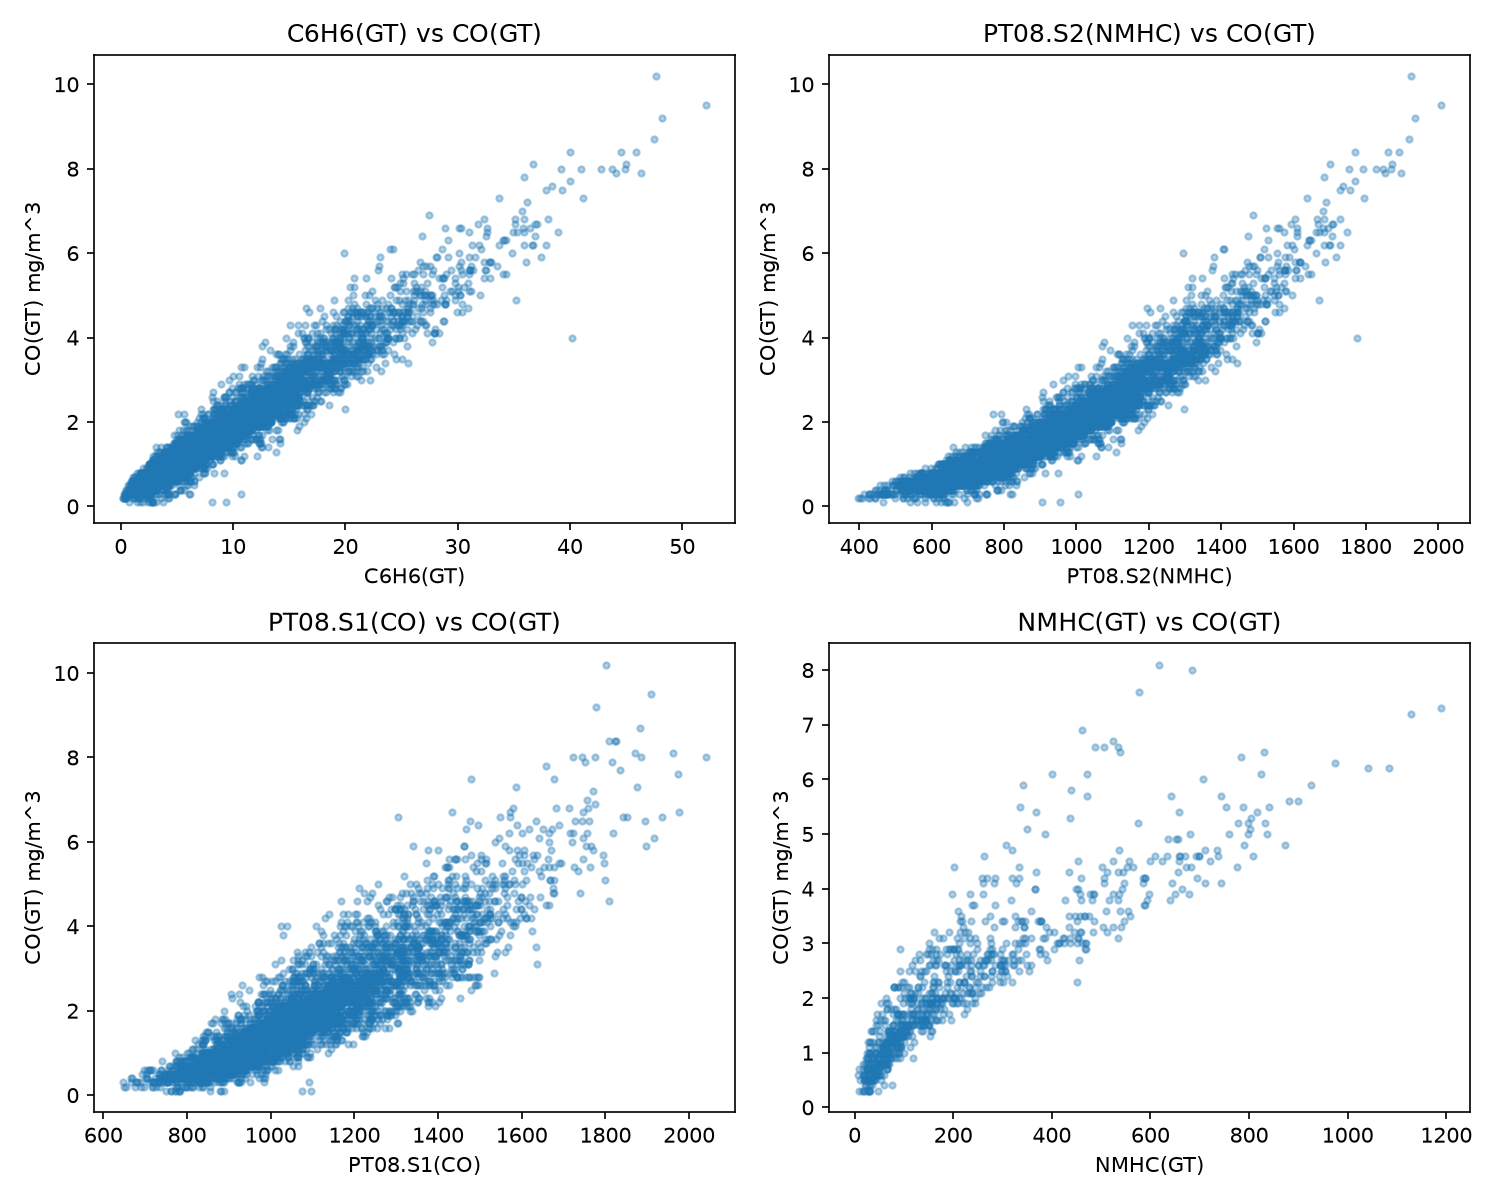 C6H6(GT) vs CO(GT)
CO(GT) mg/m^3
10
8
6
4
2
0
0 10 20 30 40 50
C6H6(GT)
PT08.S2(NMHC) vs CO(GT)
CO(GT) mg/m^3
10
8
6
4
2
0
400 600 800 1000 1200 1400 1600 1800 2000
PT08.S2(NMHC)
PT08.S1(CO) vs CO(GT)
CO(GT) mg/m^3
10
8
6
4
2
0
600 800 1000 1200 1400 1600 1800 2000
PT08.S1(CO)
NMHC(GT) vs CO(GT)
CO(GT) mg/m^3
8
7
6
5
4
3
2
1
0
0 200 400 600 800 1000 1200
NMHC(GT)